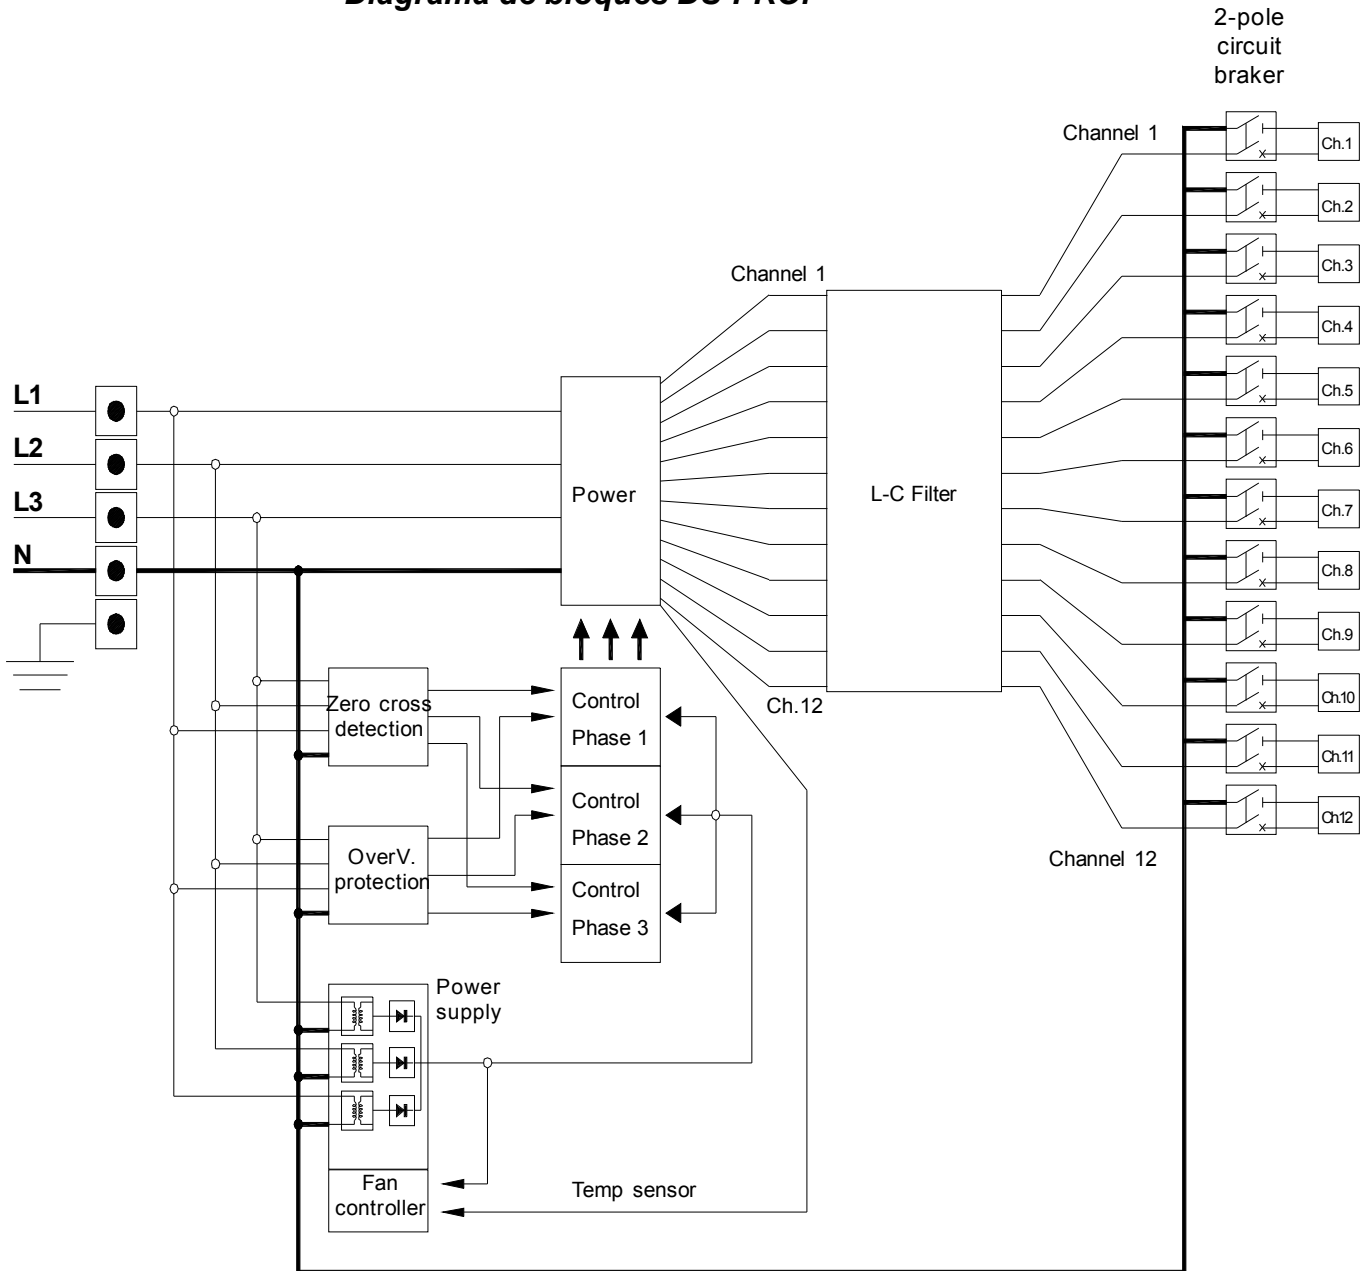 Diagrama de bloques DS-PROF
2-pole
circuit
braker
Channel 1
Ch.1
Ch.2
Ch.3
Channel 1
Ch.4
Ch.5
L1
L2
L3
N
Power
L-C Filter
Ch.6
Ch.7
Ch.8
Ch.9
Ch.10
Ch.11
Ch.12
Zero cross
detection
Control
Phase 1
Ch.12
Control
Phase 2
Channel 12
OverV.
protection
Control
Phase 3
Power
supply
Fan
controller
Temp sensor